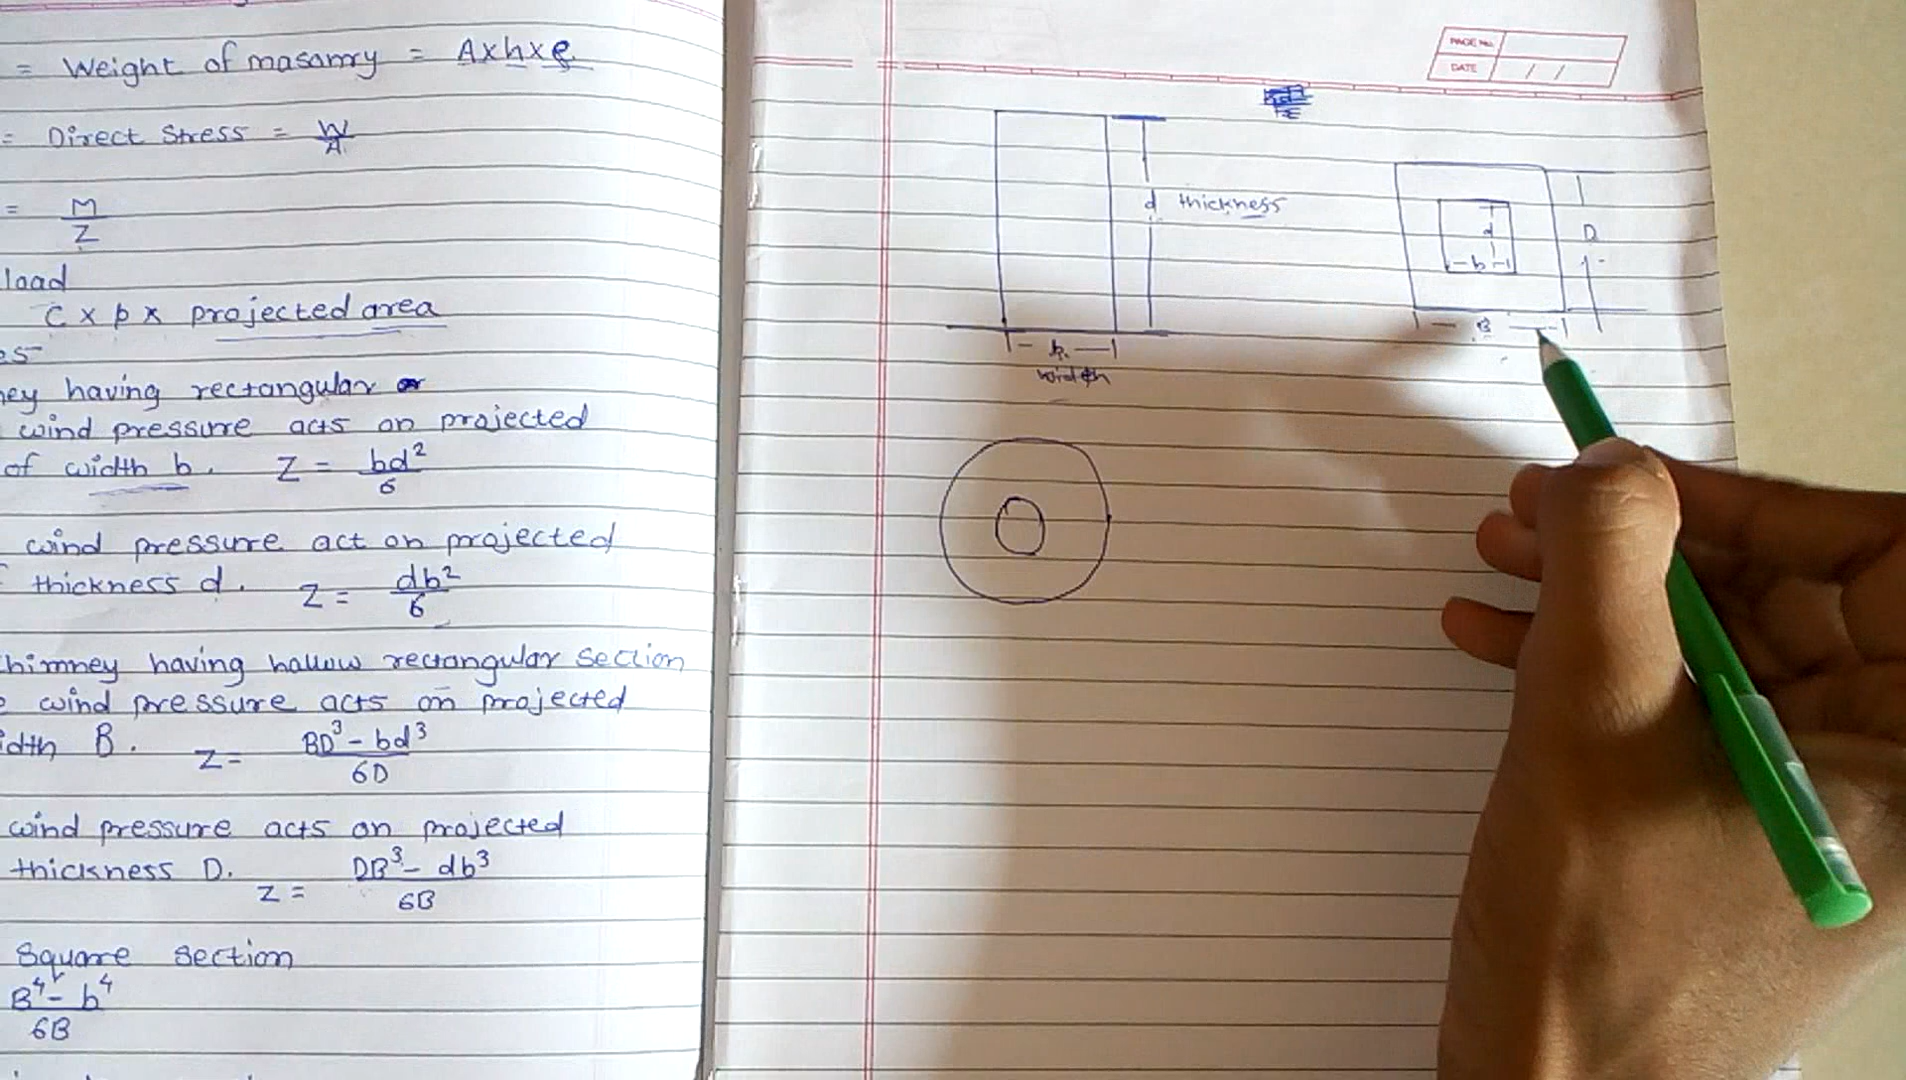 = Weight of masanry = A×h×ρ
= Direct Stress = W/A
= M/Z
load
C × p × projected area
es
ney having rectangular or
wind pressure acts on projected
of width b. Z = bd²/6
wind pressure act on projected
thickness d. Z = db²/6
himney having hallow rectangular section
e wind pressure acts on projected
idth B. Z = BD³ - bd³/6D
wind pressure acts on projected
thickness D. Z = DB³ - db³/6B
Square section
B⁴ - b⁴/6B
PAGE No.
DATE / /
d thickness
b
width
d
b
D
B